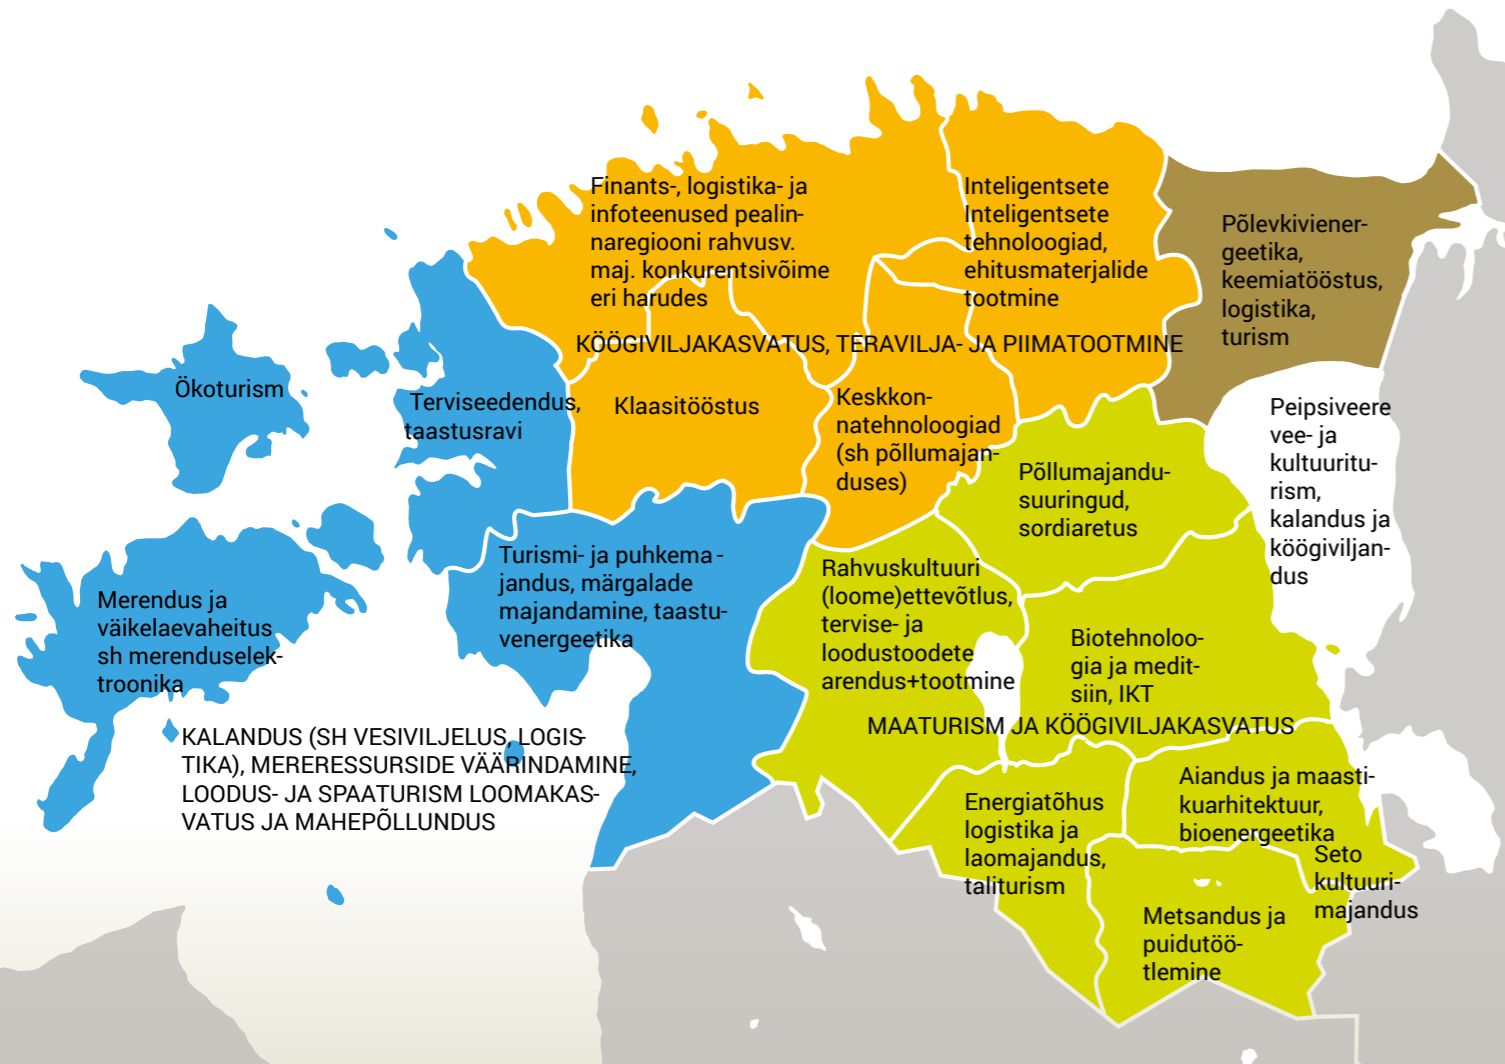 Finants-, logistika- ja
infoteenused pealin-
naregiooni rahvusv.
maj. konkurentsivõime
eri harudes
Inteligentsete
Inteligentsete
tehnoloogiad,
ehitusmaterjalide
tootmine
Põlevkiviener-
geetika,
keemiatööstus,
logistika,
turism
KÖÖGIVILJAKASVATUS, TERAVILJA- JA PIIMATOOTMINE
Ökoturism
Terviseedendus,
taastusravi
Klaasitööstus
Keskkon-
natehnoloogiad
(sh põllumajan-
duses)
Peipsiveere
vee- ja
kultuuritu-
rism,
kalandus ja
köögiviljan-
dus
Põllumajandu-
suuringud,
sordiaretus
Turismi- ja puhkema-
jandus, märgalade
majandamine, taastu-
venergeetika
Rahvuskultuuri
(loome)ettevõtlus,
tervise- ja
loodustoodete
arendus+tootmine
Merendus ja
väikelaevaheitus
sh merenduselek-
troonika
Biotehnoloo-
gia ja medit-
siin, IKT
MAATURISM JA KÖÖGIVILJAKASVATUS
KALANDUS (SH VESIVILJELUS, LOGIS-
TIKA), MERERESSURSIDE VÄÄRINDAMINE,
LOODUS- JA SPAATURISM LOOMAKAS-
VATUS JA MAHEPÕLLUNDUS
Energiatõhus
logistika ja
laomajandus,
taliturism
Aiandus ja maasti-
kuarhitektuur,
bioenergeetika
Seto
kultuuri-
majandus
Metsandus ja
puidutöö-
tlemine